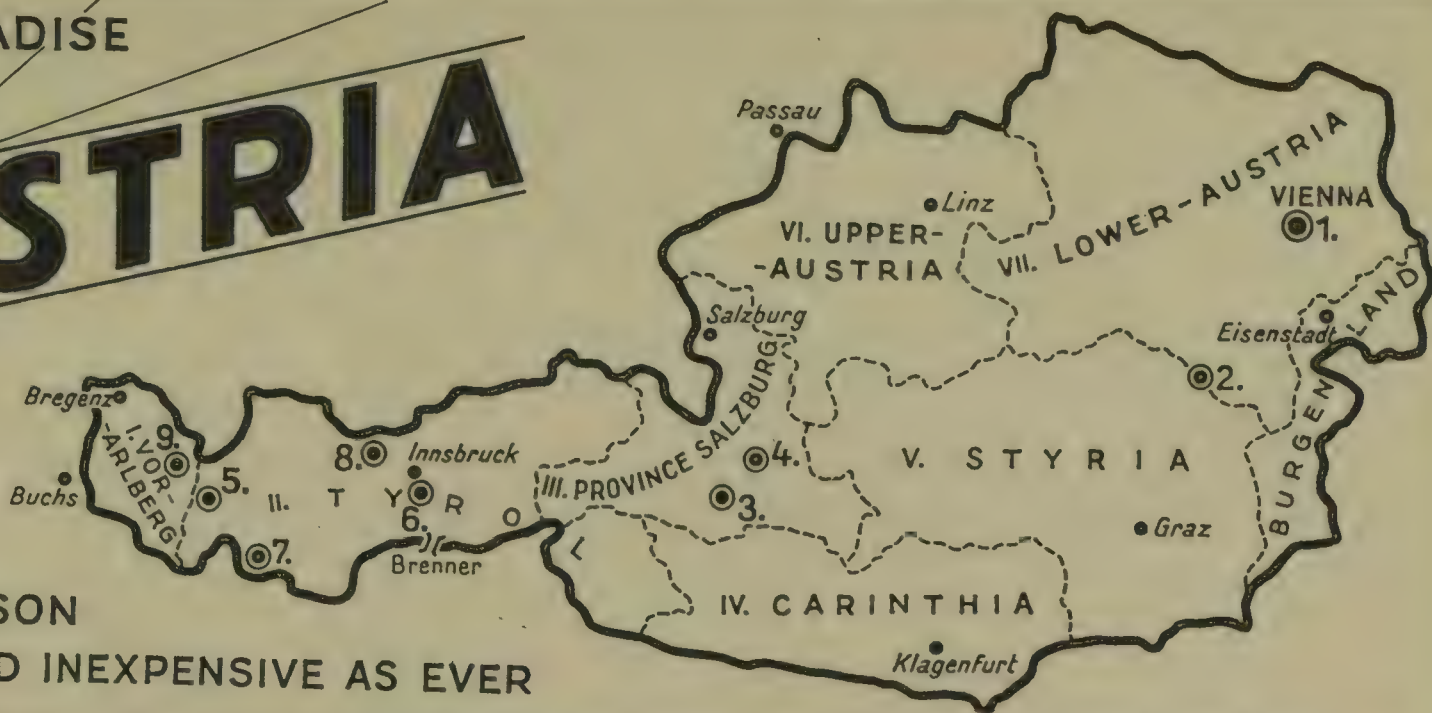 ADISE
STRIA
Passau
Linz
VI. UPPER-
-AUSTRIA
VII. LOWER-AUSTRIA
VIENNA
1.
Salzburg
Eisenstadt
BURGENLAND
2.
Bregenz
I. VOR-
-ARLBERG
9.
Buchs
5.
8.
Innsbruck
II. TYROL
6.
7.
Brenner
III. PROVINCE SALZBURG
4.
3.
V. STYRIA
Graz
IV. CARINTHIA
Klagenfurt
SON
D INEXPENSIVE AS EVER